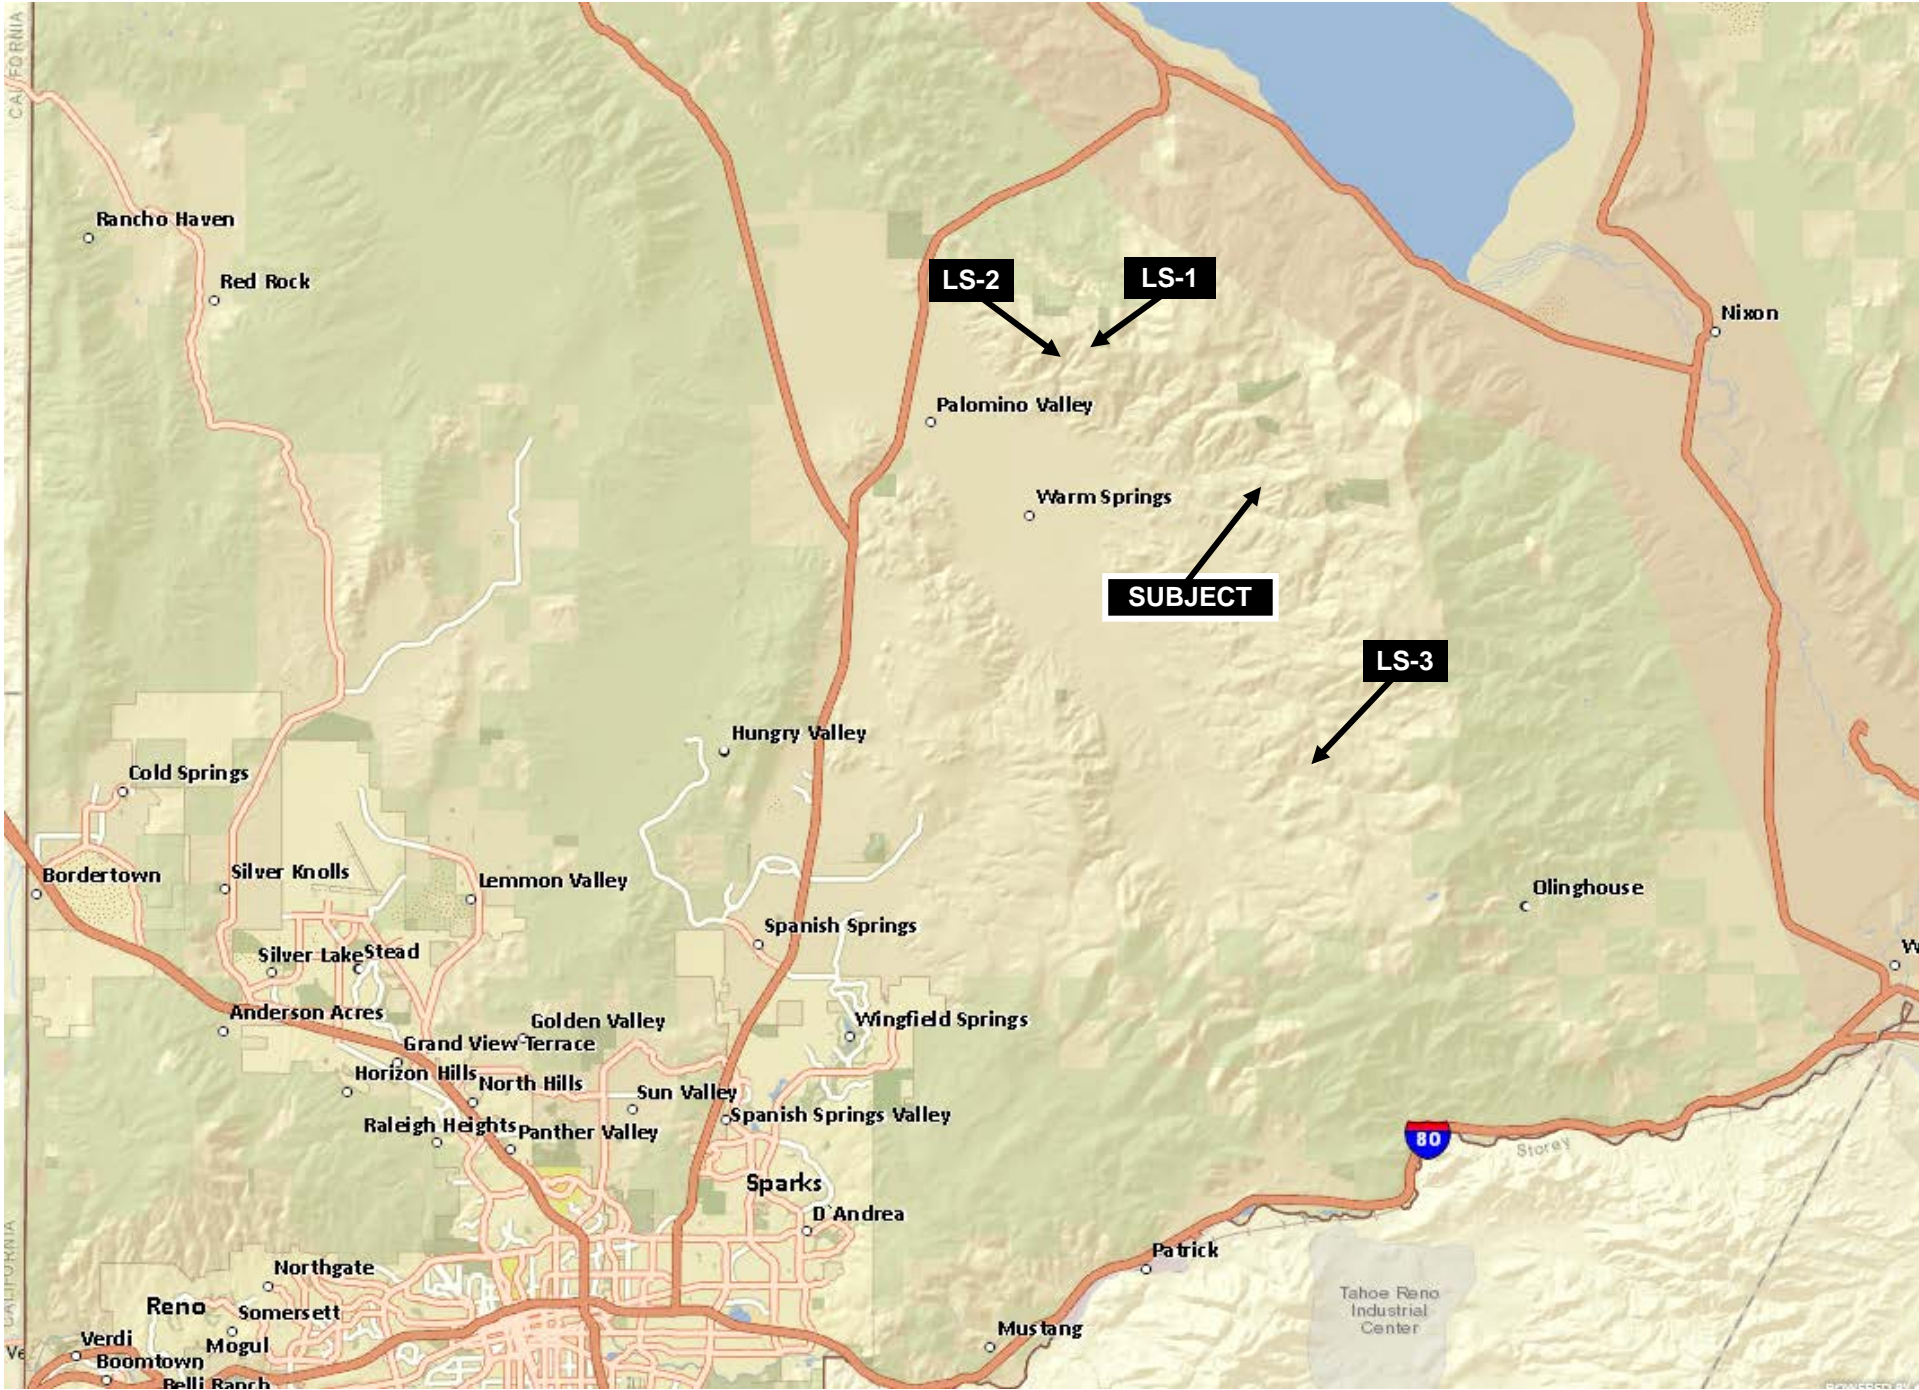 CALIFORNIA
Rancho Haven
Red Rock
LS-2
LS-1
Nixon
Palomino Valley
Warm Springs
SUBJECT
LS-3
Hungry Valley
Cold Springs
Bordertown
Silver Knolls
Lemmon Valley
Olinghouse
Spanish Springs
Silver Lake
Stead
W
Anderson Acres
Golden Valley
Wingfield Springs
Grand View Terrace
Horizon Hills
North Hills
Sun Valley
Spanish Springs Valley
Raleigh Heights
Panther Valley
80
Storey
Sparks
D'Andrea
CALIFORNIA
Patrick
Northgate
Reno
Somersett
Tahoe Reno
Industrial
Center
Mustang
Verdi
Mogul
Ve
Boomtown
Belli Ranch
POWERED BY